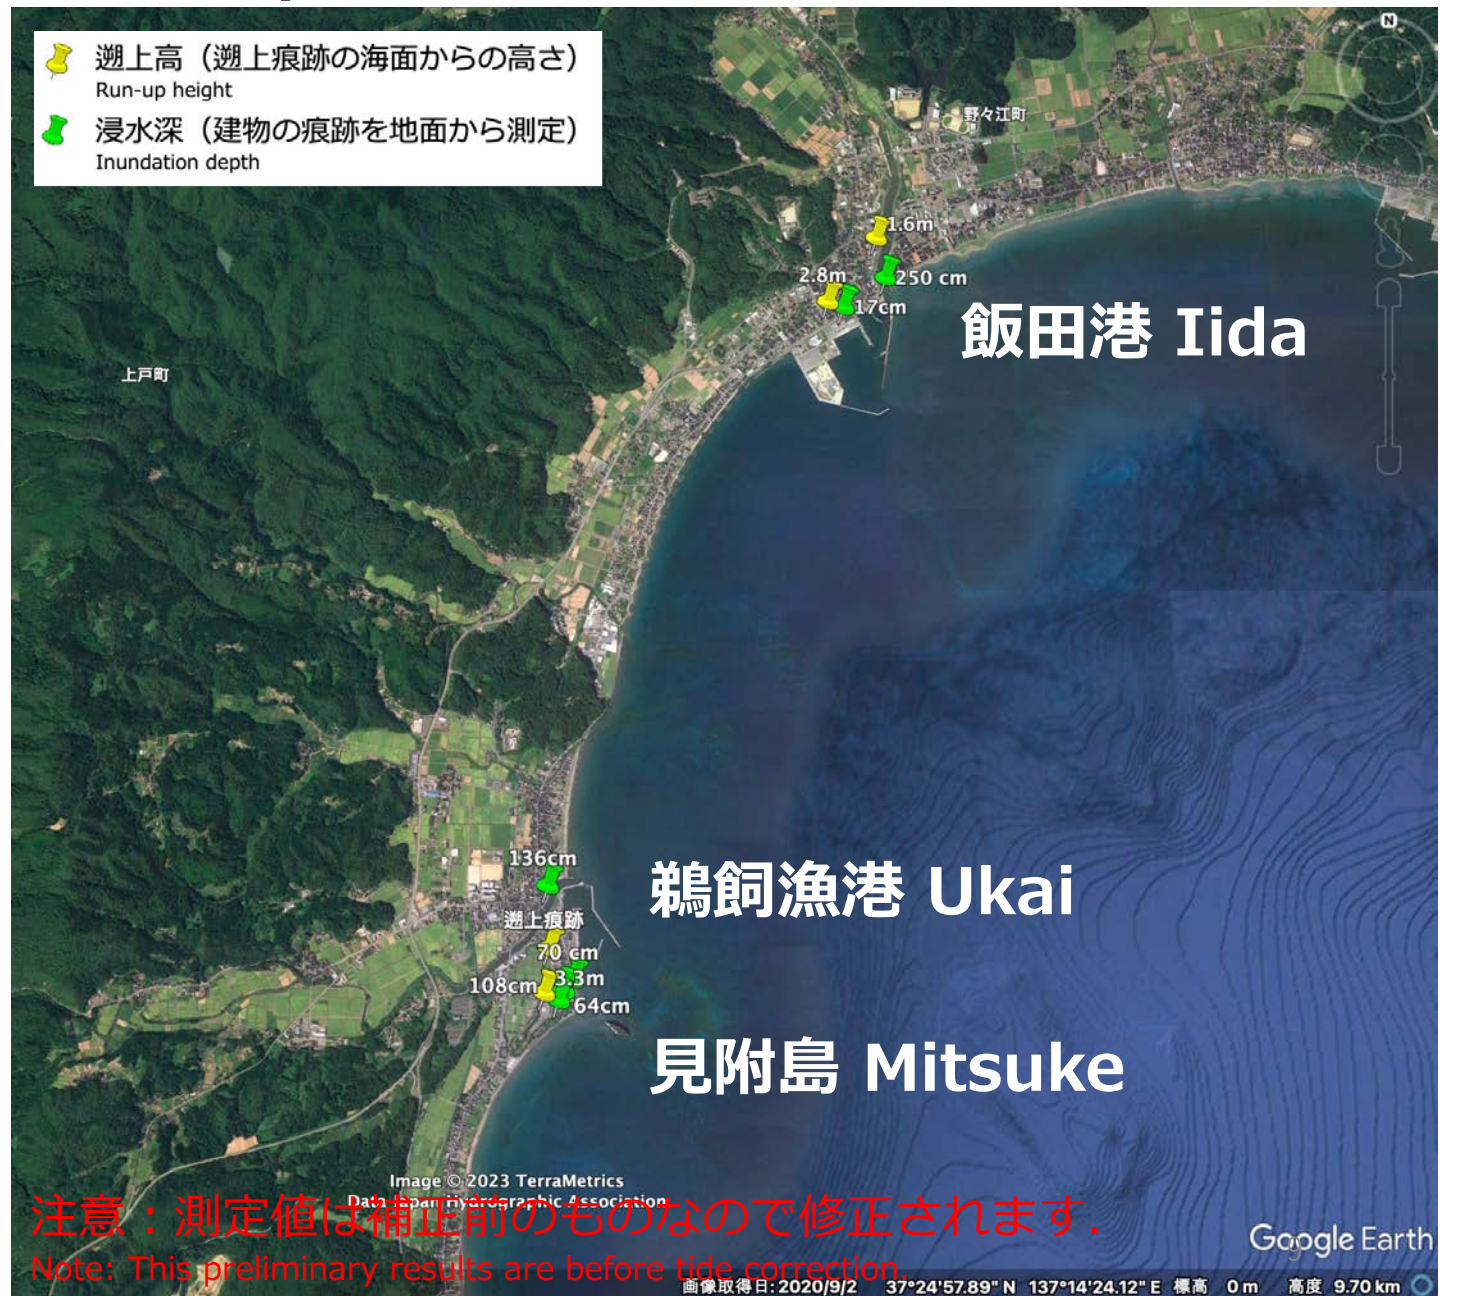 遡上高（遡上痕跡の海面からの高さ）
Run-up height
浸水深（建物の痕跡を地面から測定）
Inundation depth
N
野々江町
1.6m
2.8m
250 cm
17cm
飯田港 Iida
上戸町
136cm
鵜飼漁港 Ukai
遡上痕跡
70 cm
108cm
3.3m
64cm
見附島 Mitsuke
Image © 2023 TerraMetrics
Data Japan Hydrographic Association
注意：測定値は補正前のものなので修正されます．
Google Earth
9
Note: This preliminary results are before tide correction.
画像取得日: 2020/9/2 37°24'57.89" N 137°14'24.12" E 標高 0 m 高度 9.70 km